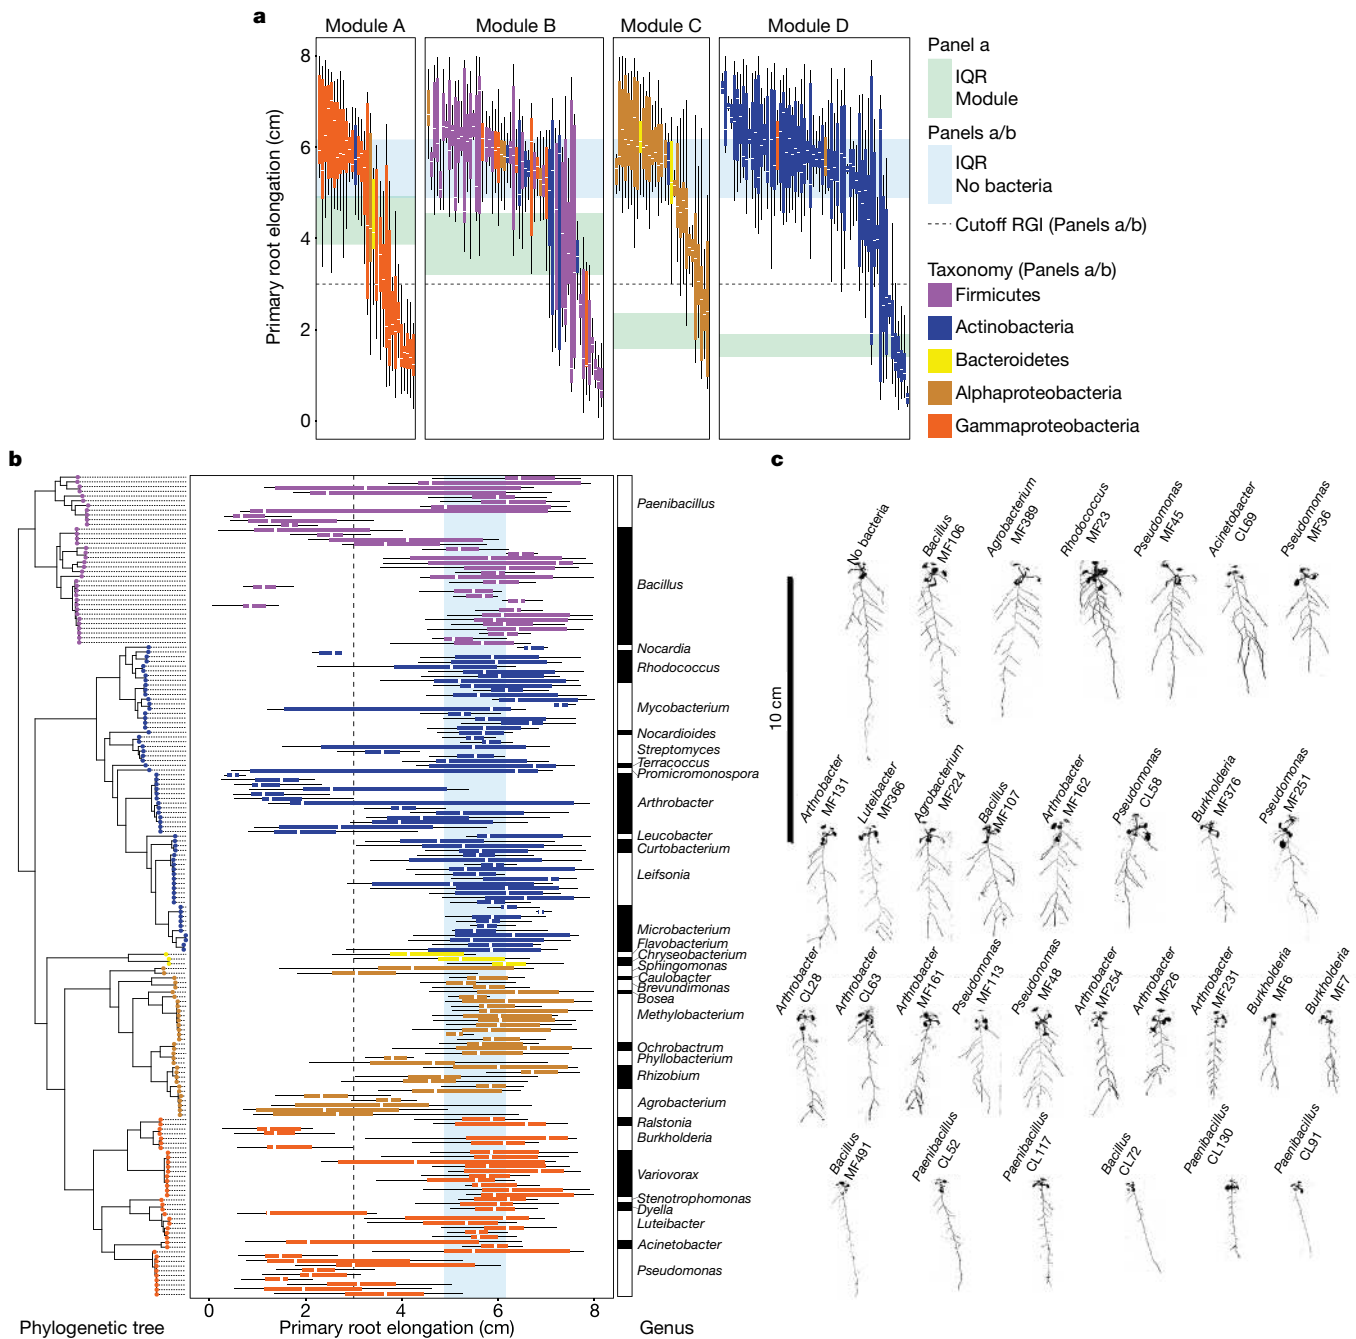 a
Module A
Module B
Module C
Module D
Primary root elongation (cm)
8
6
4
2
0
Panel a
IQR
Module
Panels a/b
IQR
No bacteria
Cutoff RGI (Panels a/b)
Taxonomy (Panels a/b)
Firmicutes
Actinobacteria
Bacteroidetes
Alphaproteobacteria
Gammaproteobacteria
b
Paenibacillus
Bacillus
Nocardia
Rhodococcus
Mycobacterium
Nocardioides
Streptomyces
Terracoccus
Promicromonospora
Arthrobacter
Leucobacter
Curtobacterium
Leifsonia
Microbacterium
Flavobacterium
Chryseobacterium
Sphingomonas
Caulobacter
Brevundimonas
Bosea
Methylobacterium
Ochrobactrum
Phyllobacterium
Rhizobium
Agrobacterium
Ralstonia
Burkholderia
Variovorax
Stenotrophomonas
Dyella
Luteibacter
Acinetobacter
Pseudomonas
0
2
4
6
8
Phylogenetic tree
Primary root elongation (cm)
Genus
c
10 cm
No bacteria
Bacillus
MF106
Agrobacterium
MF389
Rhodococcus
MF23
Pseudomonas
MF45
Acinetobacter
CL69
Pseudomonas
MF36
Arthrobacter
MF131
Luteibacter
MF366
Agrobacterium
MF224
Bacillus
MF107
Arthrobacter
MF162
Pseudomonas
CL58
Burkholderia
MF376
Pseudomonas
MF251
Arthrobacter
CL28
Arthrobacter
CL63
Arthrobacter
MF161
Pseudomonas
MF113
Pseudonomas
MF48
Arthrobacter
MF254
Arthrobacter
MF26
Arthrobacter
MF231
Burkholderia
MF6
Burkholderia
MF7
Bacillus
MF491
Paenibacillus
CL52
Paenibacillus
CL117
Bacillus
CL72
Paenibacillus
CL130
Paenibacillus
CL91